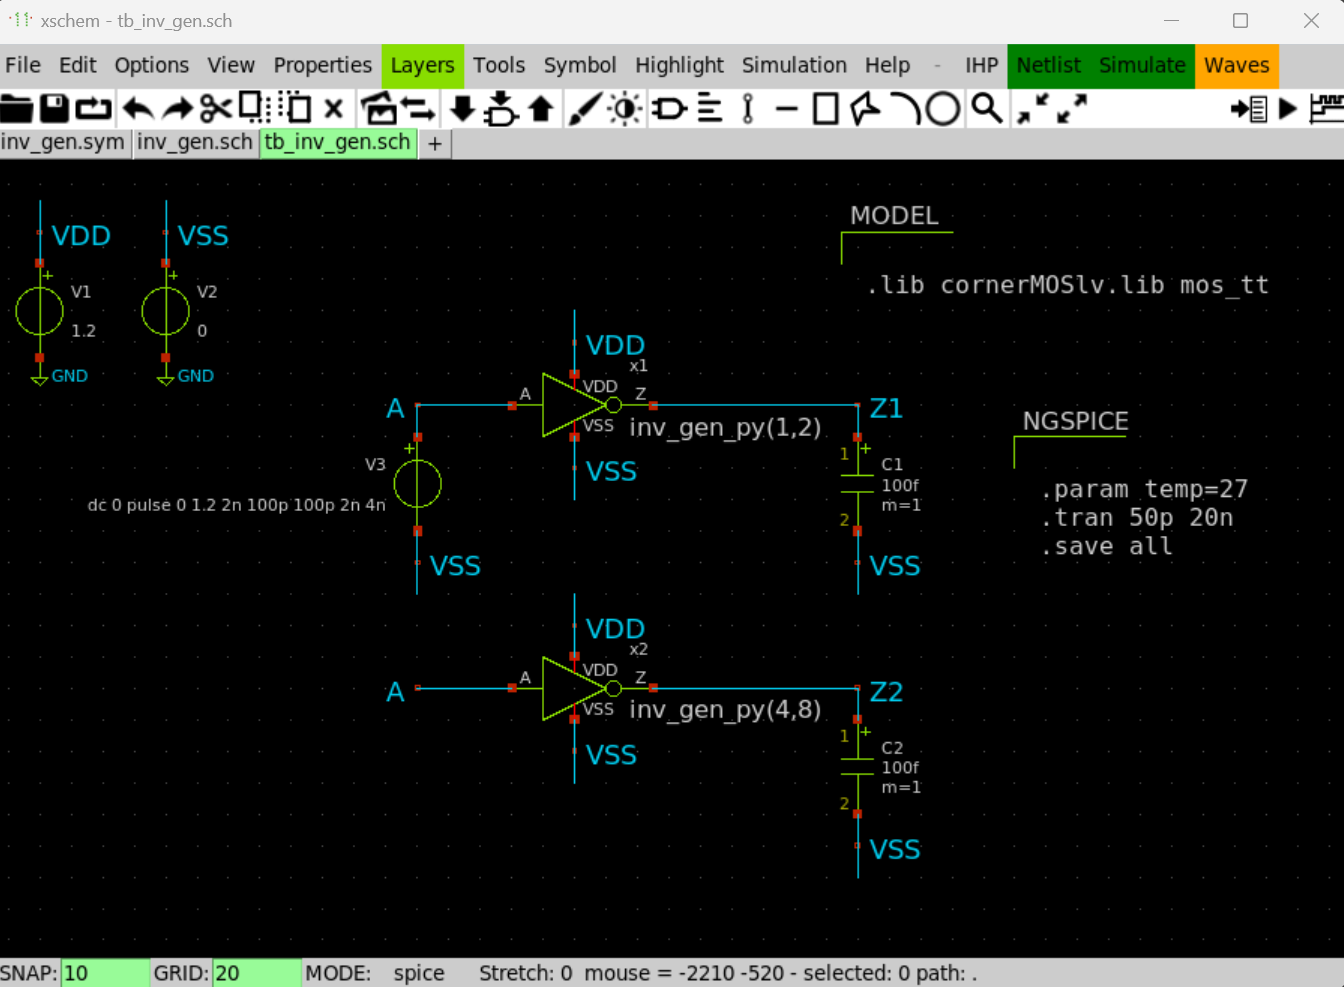 xschem - tb_inv_gen.sch
File Edit Options View Properties Layers Tools Symbol Highlight Simulation Help - IHP Netlist Simulate Waves
inv_gen.sym inv_gen.sch tb_inv_gen.sch +
VDD
+
V1
1.2
GND
VSS
+
V2
0
GND
MODEL
.lib cornerMOSlv.lib mos_tt
VDD
x1
A VDD Z
VSS
inv_gen_py(1,2)
VSS
A
+
V3
dc 0 pulse 0 1.2 2n 100p 100p 2n 4n
VSS
Z1
1 +
C1
100f
m=1
2
VSS
NGSPICE
.param temp=27
.tran 50p 20n
.save all
VDD
x2
A
A VDD Z
VSS
inv_gen_py(4,8)
VSS
Z2
1 +
C2
100f
m=1
2
VSS
SNAP: 10 GRID: 20 MODE: spice Stretch: 0 mouse = -2210 -520 - selected: 0 path: .